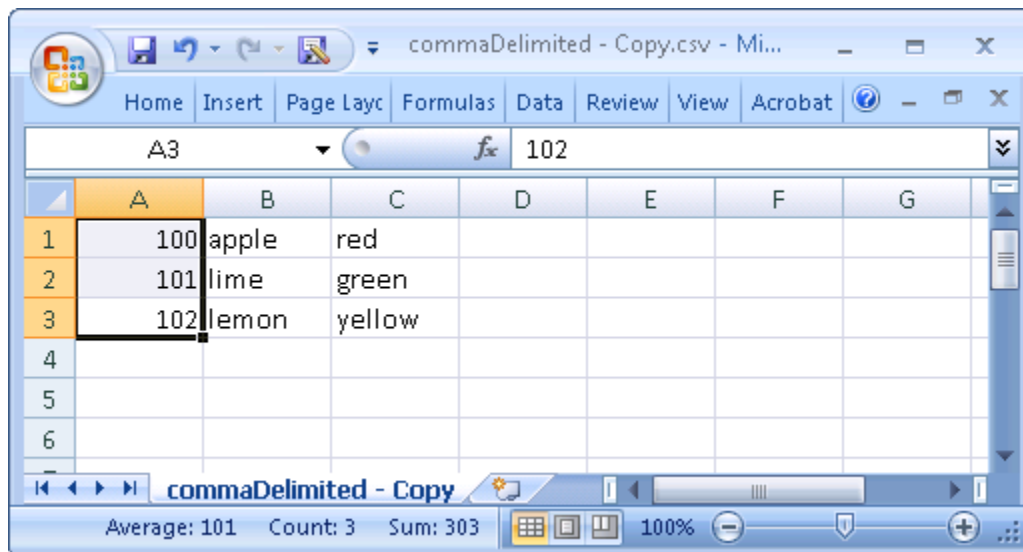 commaDelimited - Copy.csv - Mi...
Home Insert Page Layc Formulas Data Review View Acrobat
A3 fx 102
A B C D E F G
1 100 apple red
2 101 lime green
3 102 lemon yellow
4
5
6
commaDelimited - Copy
Average: 101 Count: 3 Sum: 303 100%